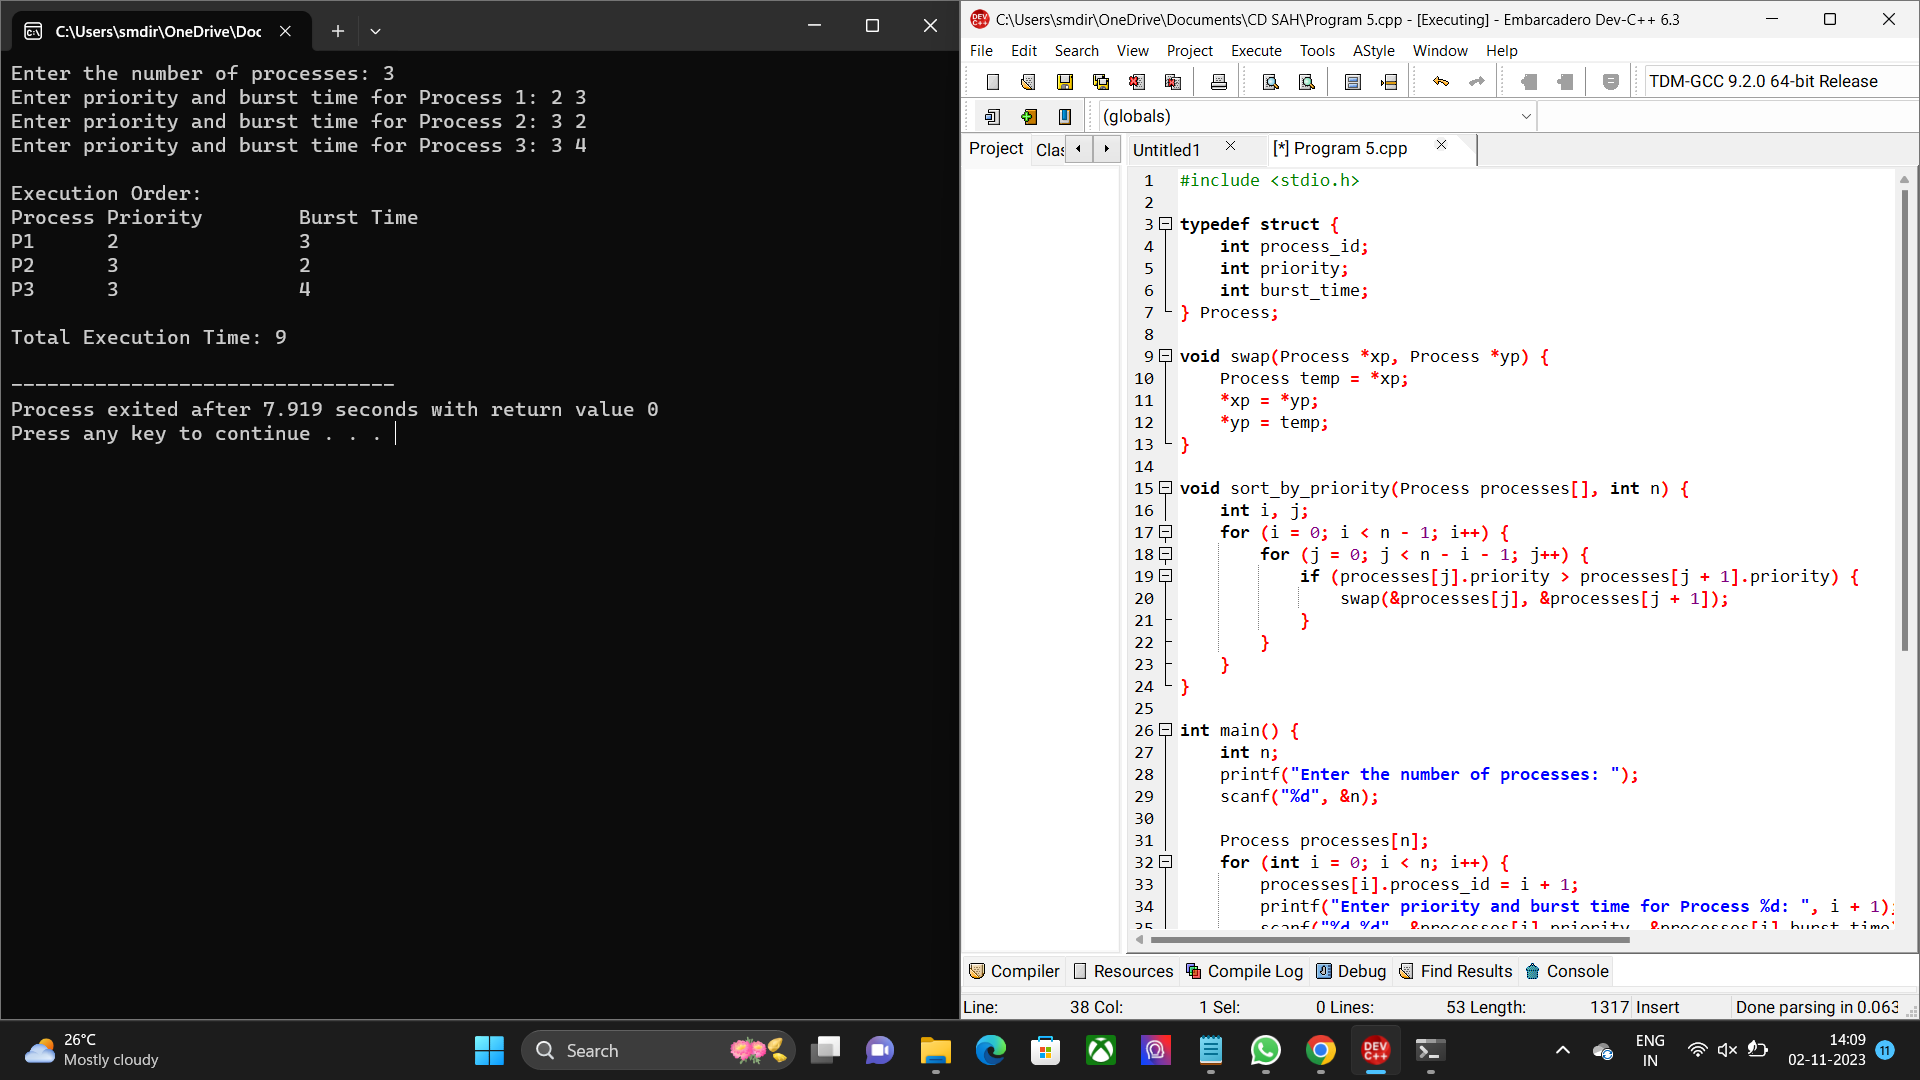 C:\Users\smdir\OneDrive\Doc
Enter the number of processes: 3
Enter priority and burst time for Process 1: 2 3
Enter priority and burst time for Process 2: 3 2
Enter priority and burst time for Process 3: 3 4
Execution Order:
Process Priority Burst Time
P1 2 3
P2 3 2
P3 3 4
Total Execution Time: 9
--------------------------------
Process exited after 7.919 seconds with return value 0
Press any key to continue . . .
C:\Users\smdir\OneDrive\Documents\CD SAH\Program 5.cpp - [Executing] - Embarcadero Dev-C++ 6.3
File Edit Search View Project Execute Tools AStyle Window Help
TDM-GCC 9.2.0 64-bit Release
(globals)
Project Clas
Untitled1 [*] Program 5.cpp
1 #include <stdio.h>
2
3 typedef struct {
4 int process_id;
5 int priority;
6 int burst_time;
7 } Process;
8
9 void swap(Process *xp, Process *yp) {
10 Process temp = *xp;
11 *xp = *yp;
12 *yp = temp;
13 }
14
15 void sort_by_priority(Process processes[], int n) {
16 int i, j;
17 for (i = 0; i < n - 1; i++) {
18 for (j = 0; j < n - i - 1; j++) {
19 if (processes[j].priority > processes[j + 1].priority) {
20 swap(&processes[j], &processes[j + 1]);
21 }
22 }
23 }
24 }
25
26 int main() {
27 int n;
28 printf("Enter the number of processes: ");
29 scanf("%d", &n);
30
31 Process processes[n];
32 for (int i = 0; i < n; i++) {
33 processes[i].process_id = i + 1;
34 printf("Enter priority and burst time for Process %d: ", i + 1)
35 scanf("%d %d", &processes[i].priority, &processes[i].burst_time
Compiler Resources Compile Log Debug Find Results Console
Line: 38 Col: 1 Sel: 0 Lines: 53 Length: 1317 Insert Done parsing in 0.063
26°C
Mostly cloudy
Search
DEV C++
ENG
IN
14:09
02-11-2023
11